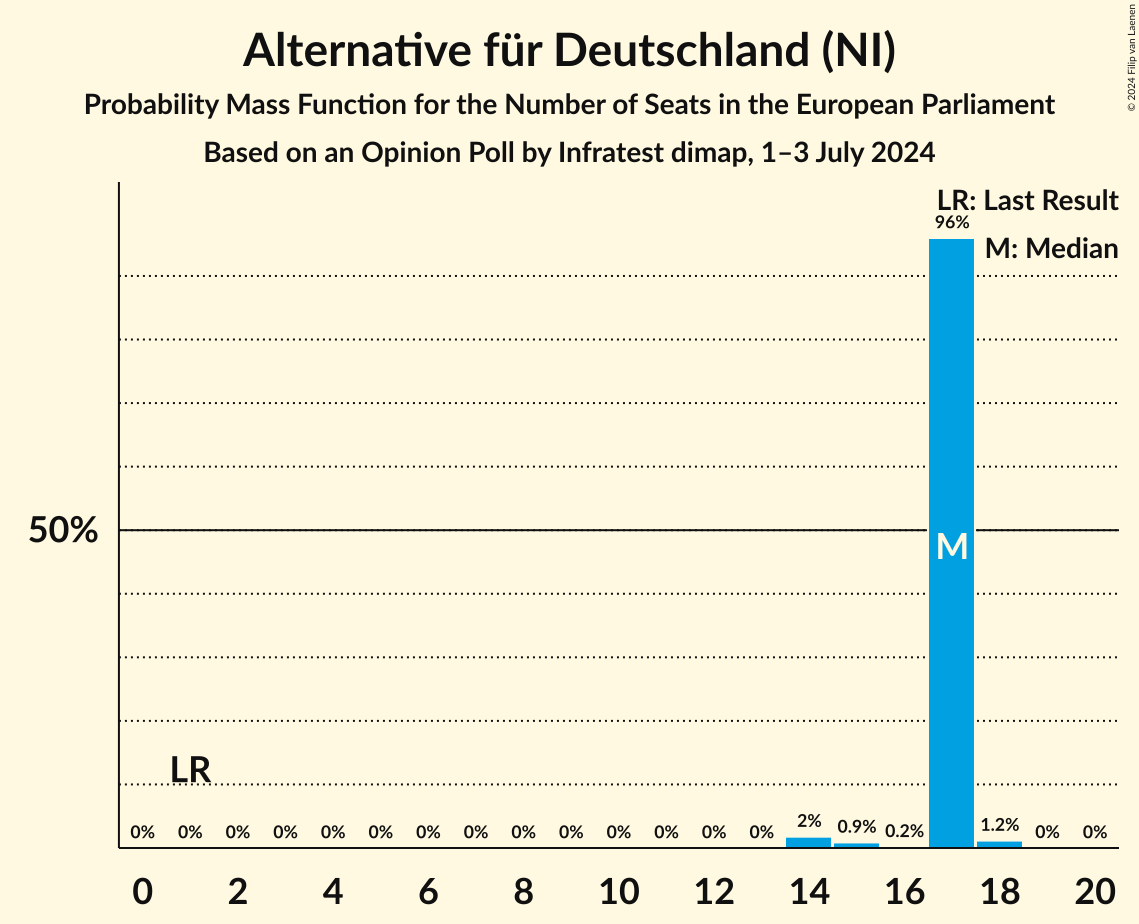 Alternative für Deutschland (NI)
Probability Mass Function for the Number of Seats in the European Parliament
Based on an Opinion Poll by Infratest dimap, 1–3 July 2024
© 2024 Filip van Laenen
LR: Last Result
M: Median
96%
50%
M
LR
0% 0% 0% 0% 0% 0% 0% 0% 0% 0% 0% 0% 0% 0% 2% 0.9% 0.2% 1.2% 0% 0%
0 2 4 6 8 10 12 14 16 18 20